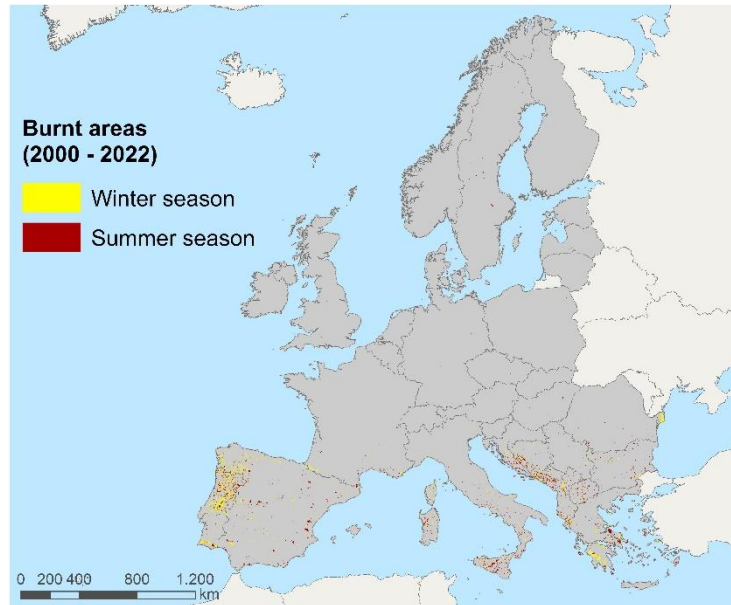 Burnt areas
(2000 - 2022)
Winter season
Summer season
0 200 400 800 1.200
km